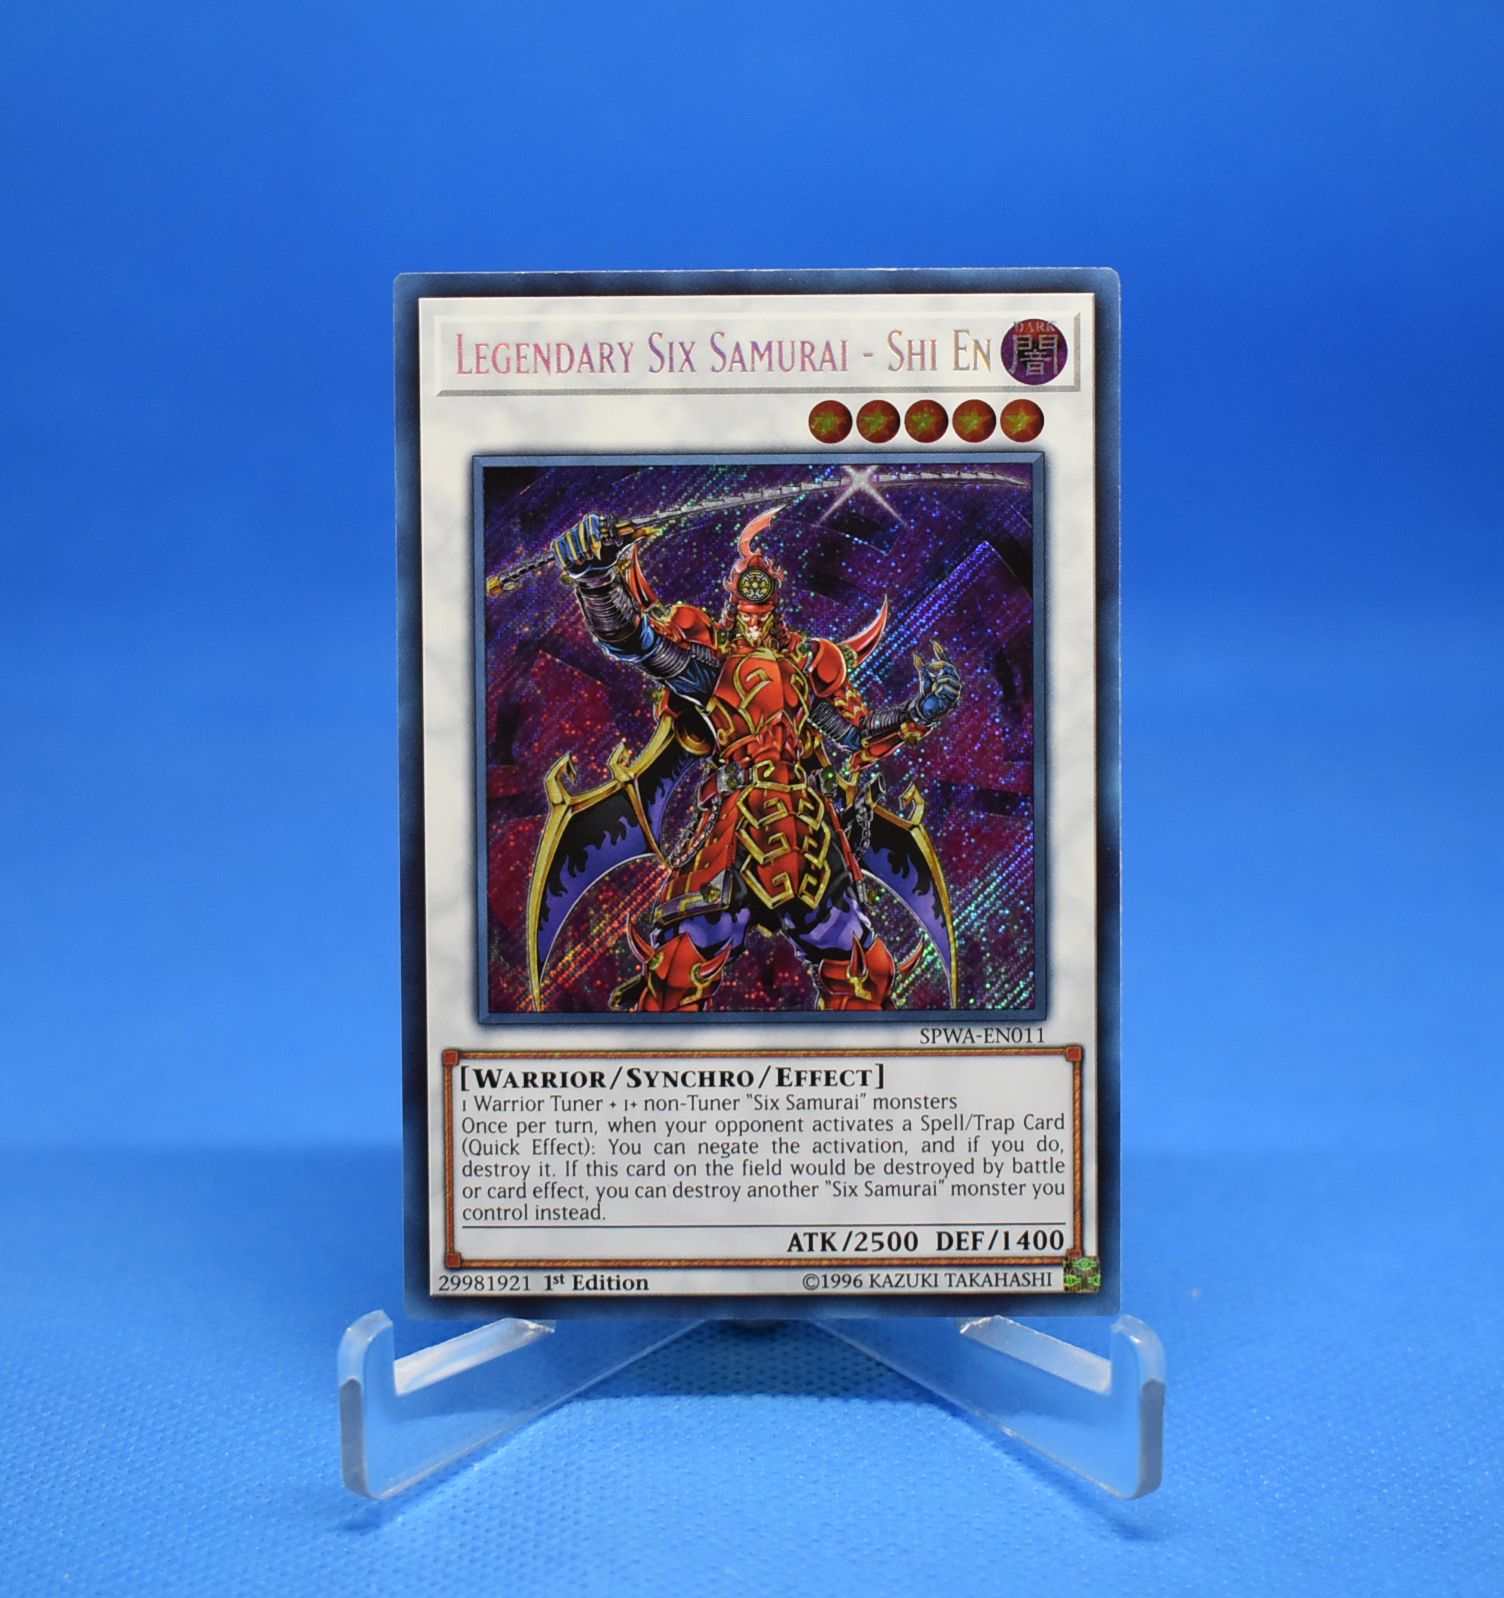 LEGENDARY SIX SAMURAI - SHI EN
DARK
闇
SPWA-EN011
[WARRIOR/SYNCHRO/EFFECT]
1 Warrior Tuner + 1+ non-Tuner "Six Samurai" monsters
Once per turn, when your opponent activates a Spell/Trap Card
(Quick Effect): You can negate the activation, and if you do,
destroy it. If this card on the field would be destroyed by battle
or card effect, you can destroy another "Six Samurai" monster you
control instead.
ATK/2500 DEF/1400
29981921 1st Edition
©1996 KAZUKI TAKAHASHI